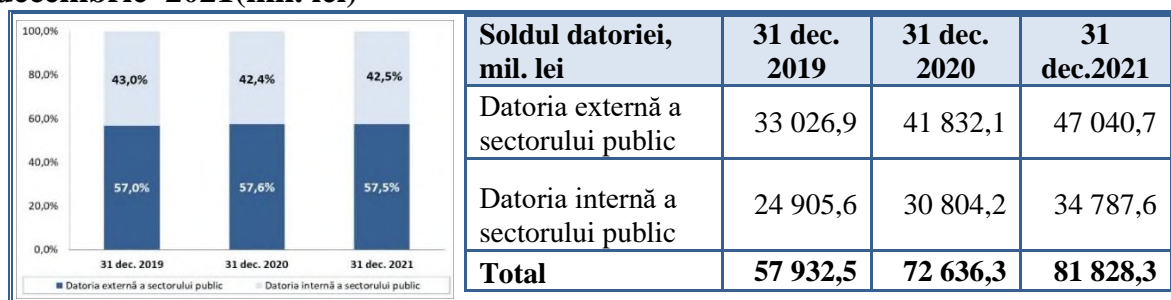 decembrie 2021(mil. lei)
100,0%
80,0%
60,0%
40,0%
20,0%
0,0%
43,0%
42,4%
42,5%
57,0%
57,6%
57,5%
31 dec. 2019
31 dec. 2020
31 dec. 2021
Datoria externă a sectorului public
Datoria internă a sectorului public
Soldul datoriei, mil. lei
31 dec. 2019
31 dec. 2020
31 dec.2021
Datoria externă a sectorului public
33 026,9
41 832,1
47 040,7
Datoria internă a sectorului public
24 905,6
30 804,2
34 787,6
Total
57 932,5
72 636,3
81 828,3